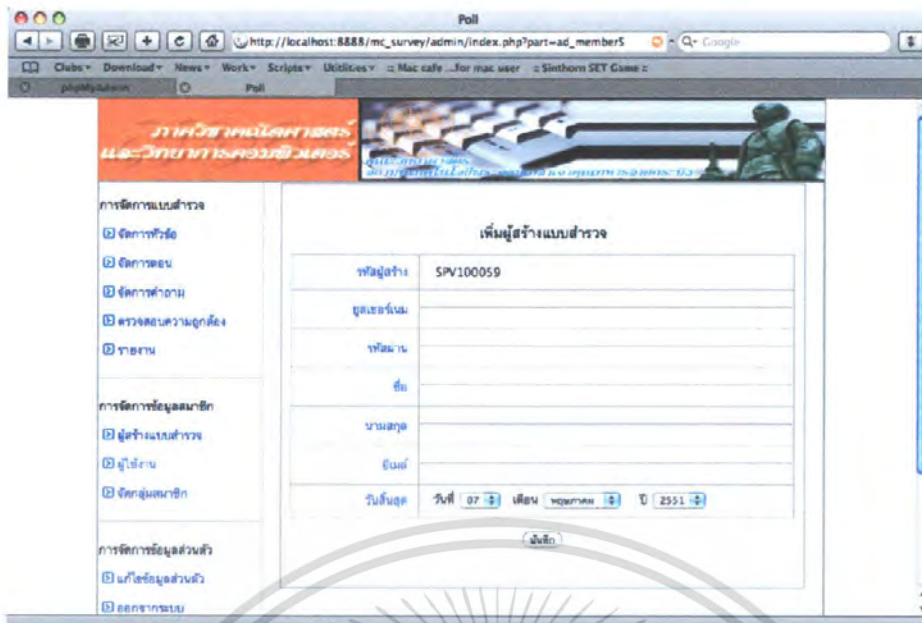 Poll
http://localhost:8888/mc_survey/admin/index.php?part=ad_memberS
Google
Clubs Download News Work Scripts Utitlities :: Mac cafe ...for mac user :: Sinthorn SET Game ::
phpMyAdmin Poll
ภาควิชาคณิตศาสตร์
และวิทยาการคอมพิวเตอร์
การจัดการแบบสำรวจ
จัดการหัวข้อ
จัดการตอน
จัดการคำถาม
ตรวจสอบความถูกต้อง
รายงาน
การจัดการข้อมูลสมาชิก
ผู้สร้างแบบสำรวจ
ผู้ใช้งาน
จัดกลุ่มสมาชิก
การจัดการข้อมูลส่วนตัว
แก้ไขข้อมูลส่วนตัว
ออกจากระบบ
เพิ่มผู้สร้างแบบสำรวจ
รหัสผู้สร้าง SPV100059
ยูสเซอร์เนม
รหัสผ่าน
ชื่อ
นามสกุล
อีเมล์
วันสิ้นสุด วันที่ 07 เดือน พฤษภาคม ปี 2551
บันทึก